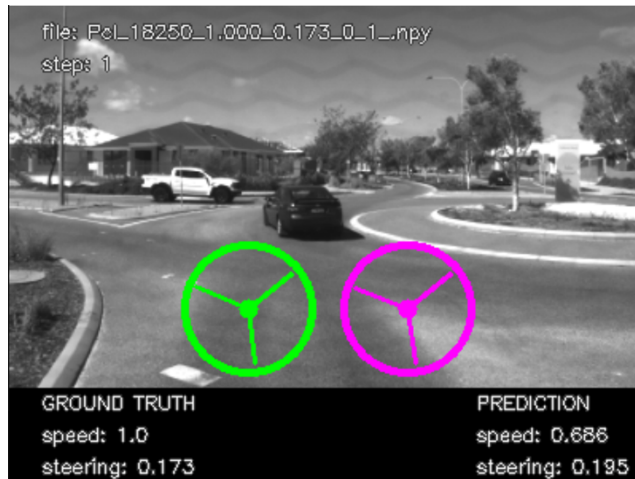 file: Pcl_18250_1.000_0.173_0_1_.npy
step: 1
GROUND TRUTH
PREDICTION
speed: 1.0
speed: 0.686
steering: 0.173
steering: 0.195